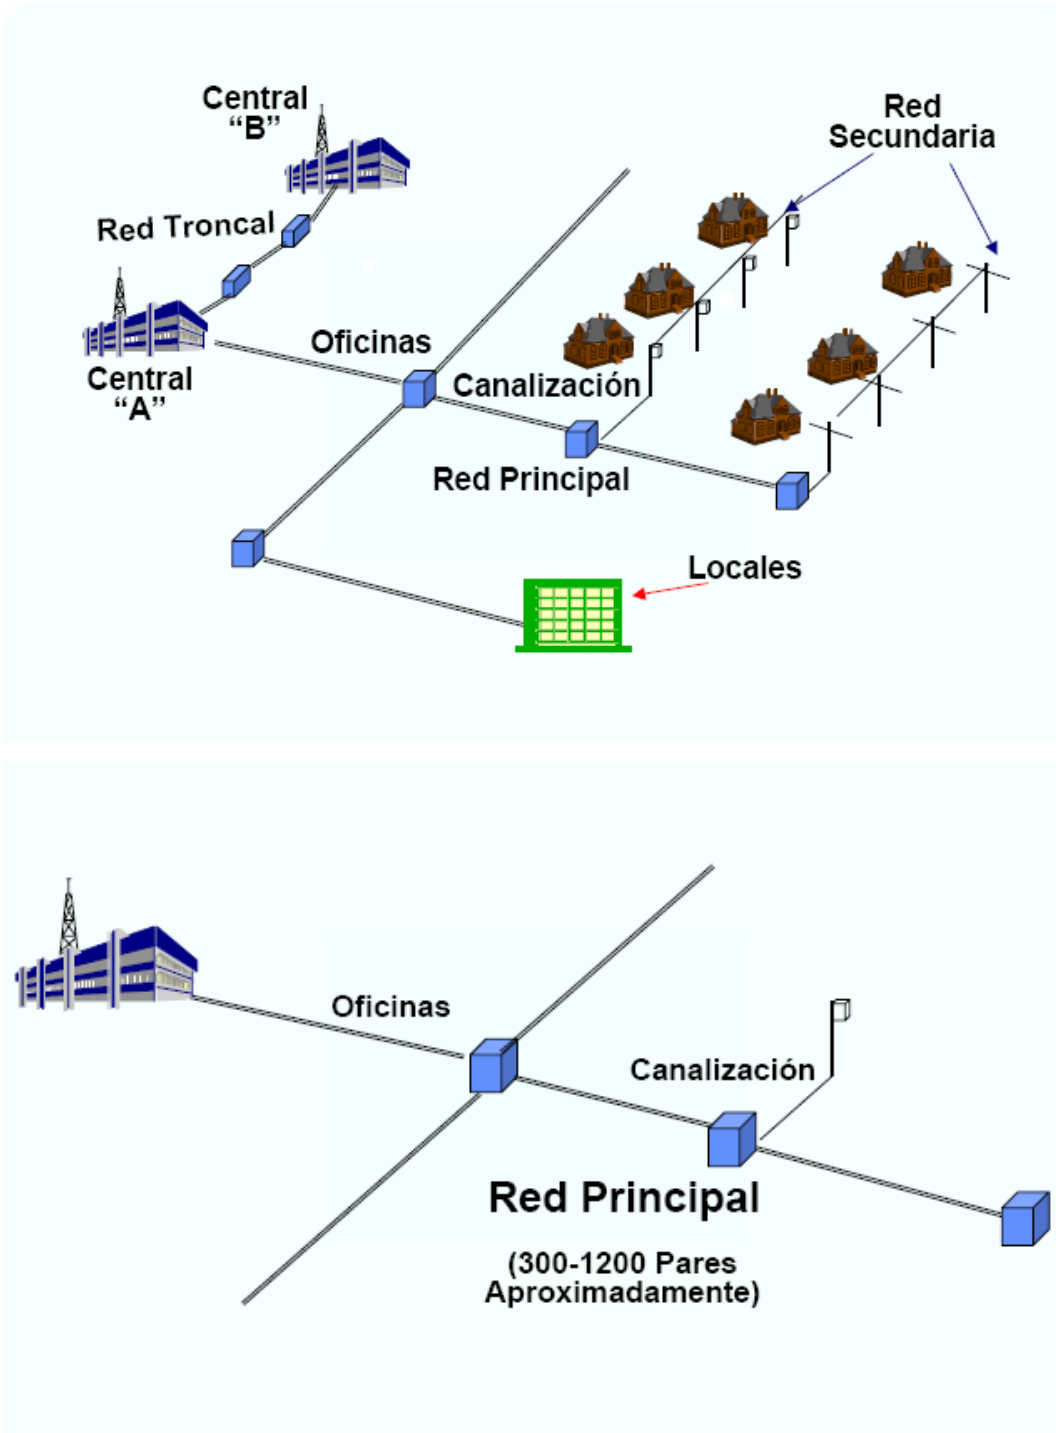 Central
“B”
Red
Secundaria
Red Troncal
Oficinas
Central
“A”
Canalización
Red Principal
Locales
Oficinas
Canalización
Red Principal
(300-1200 Pares
Aproximadamente)